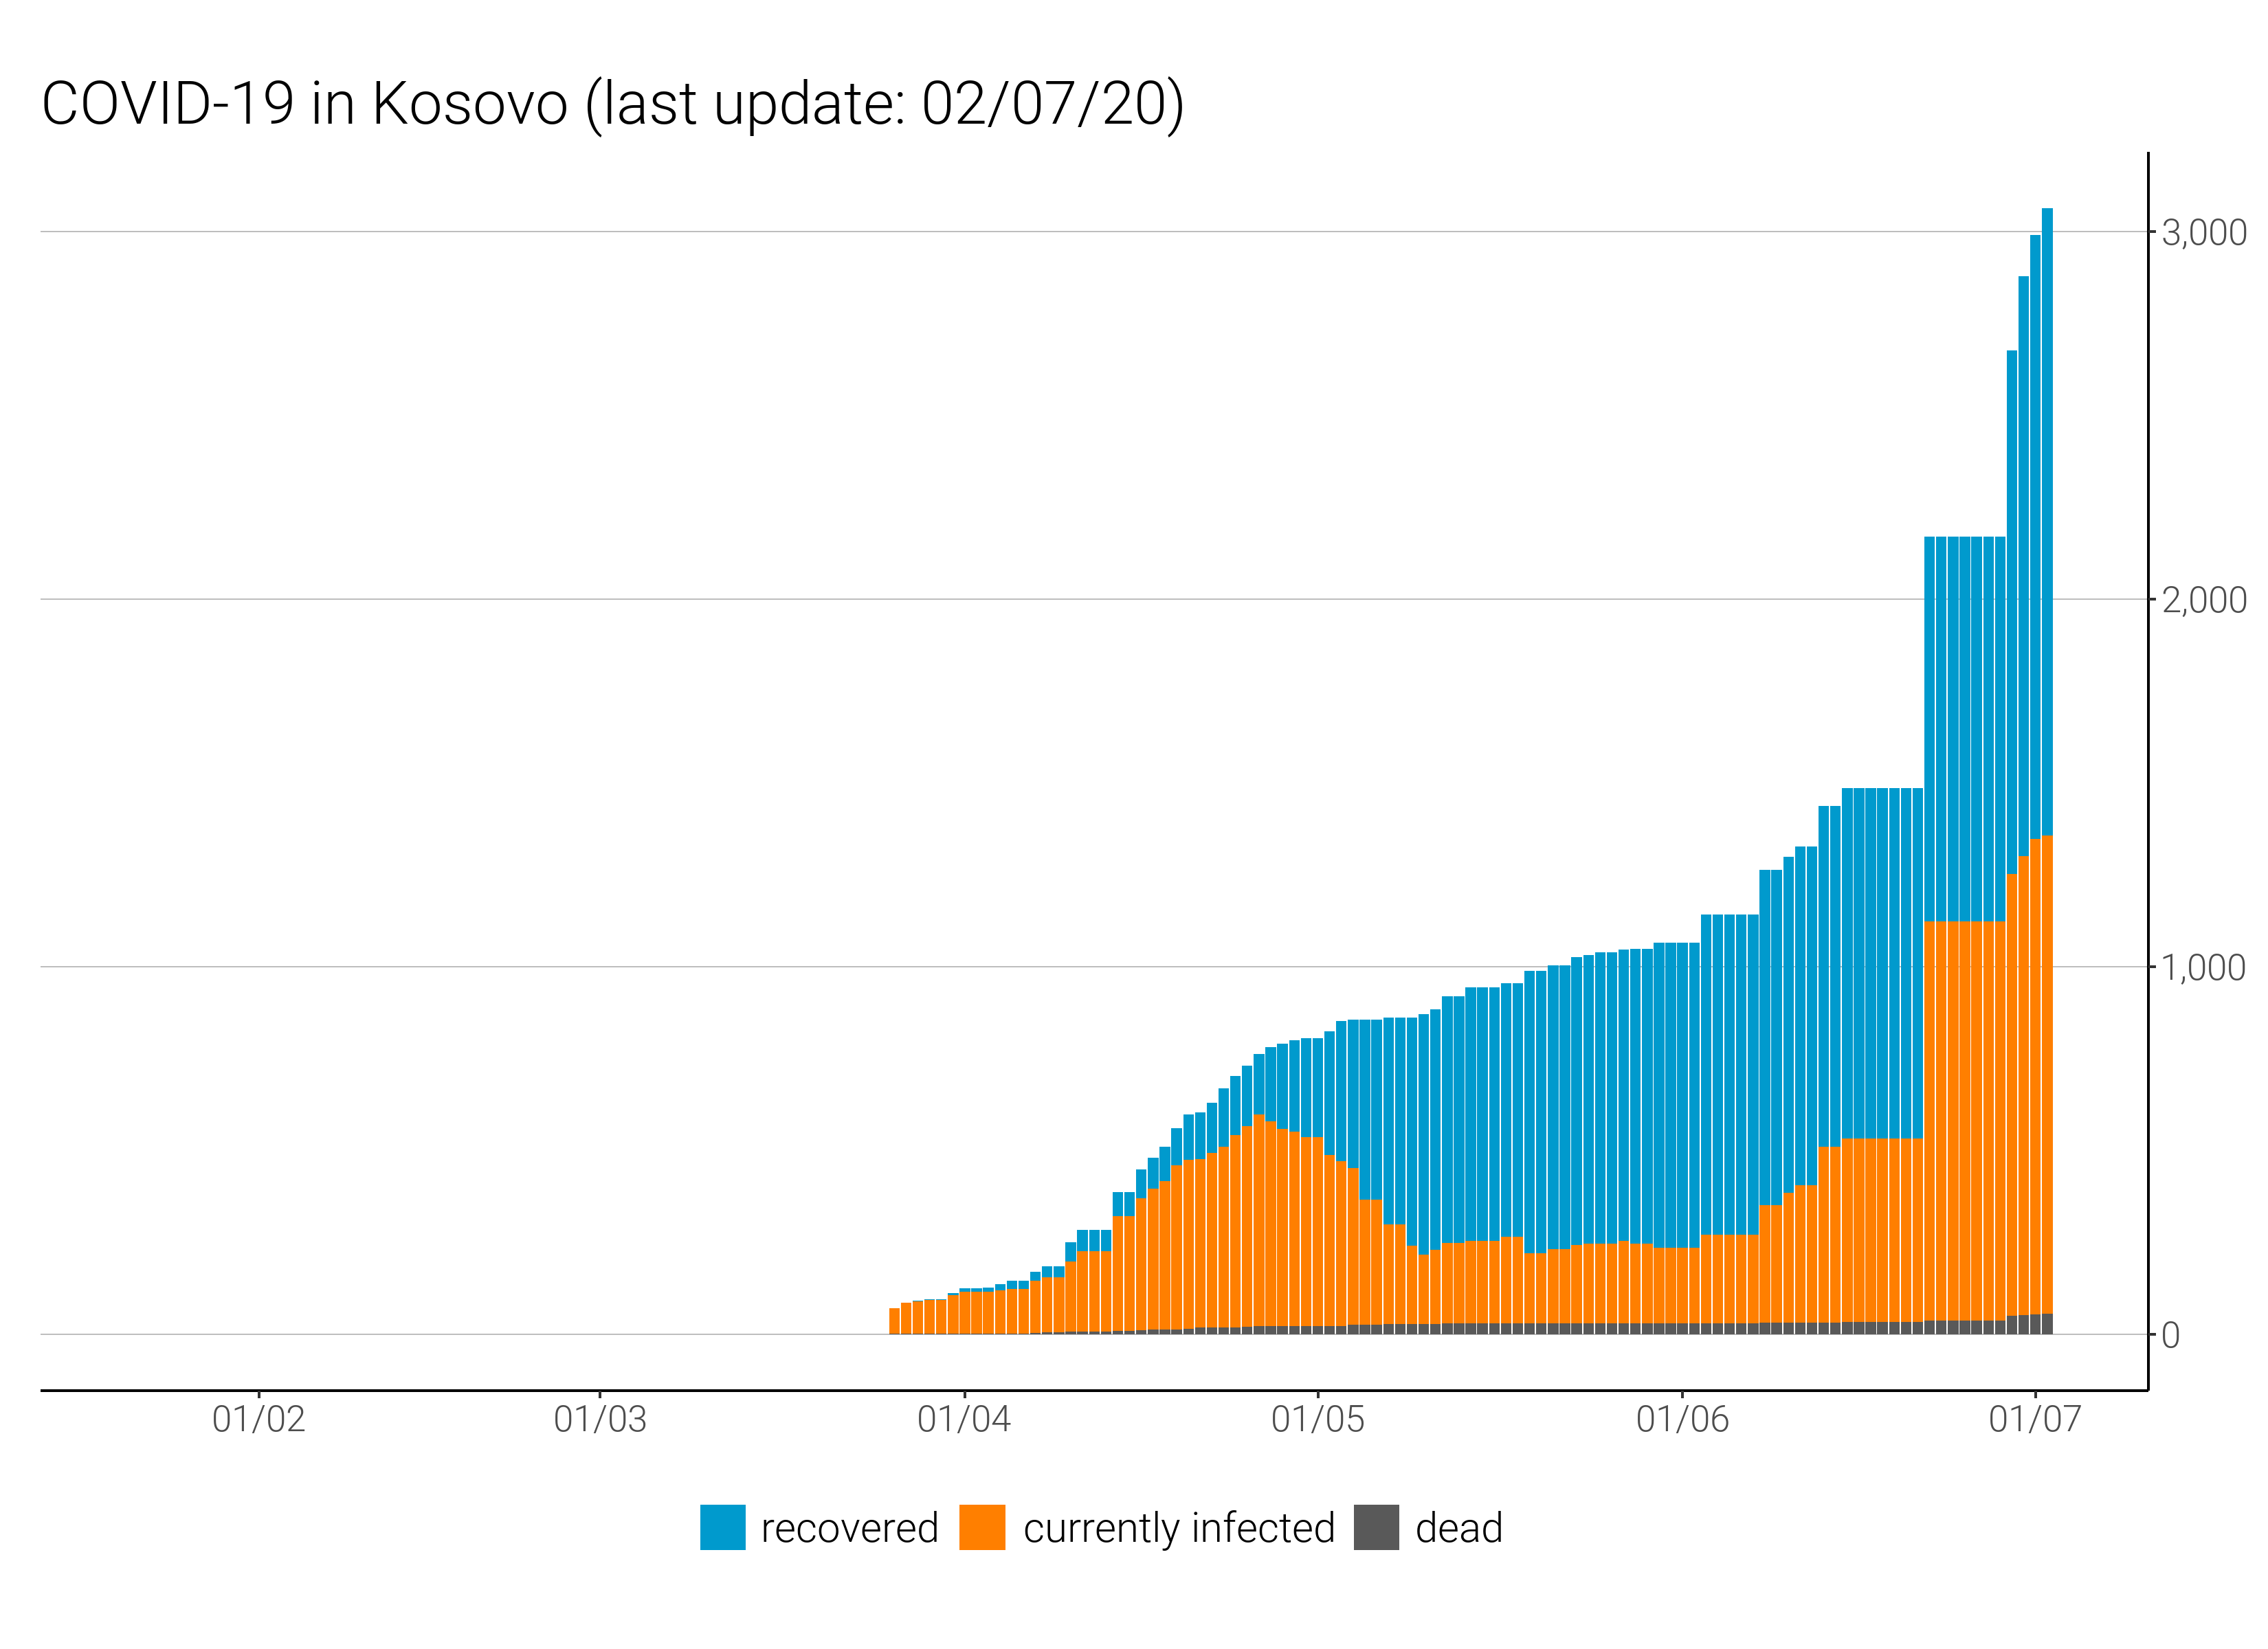 COVID-19 in Kosovo (last update: 02/07/20)
3,000
2,000
1,000
0
01/02 01/03 01/04 01/05 01/06 01/07
recovered currently infected dead